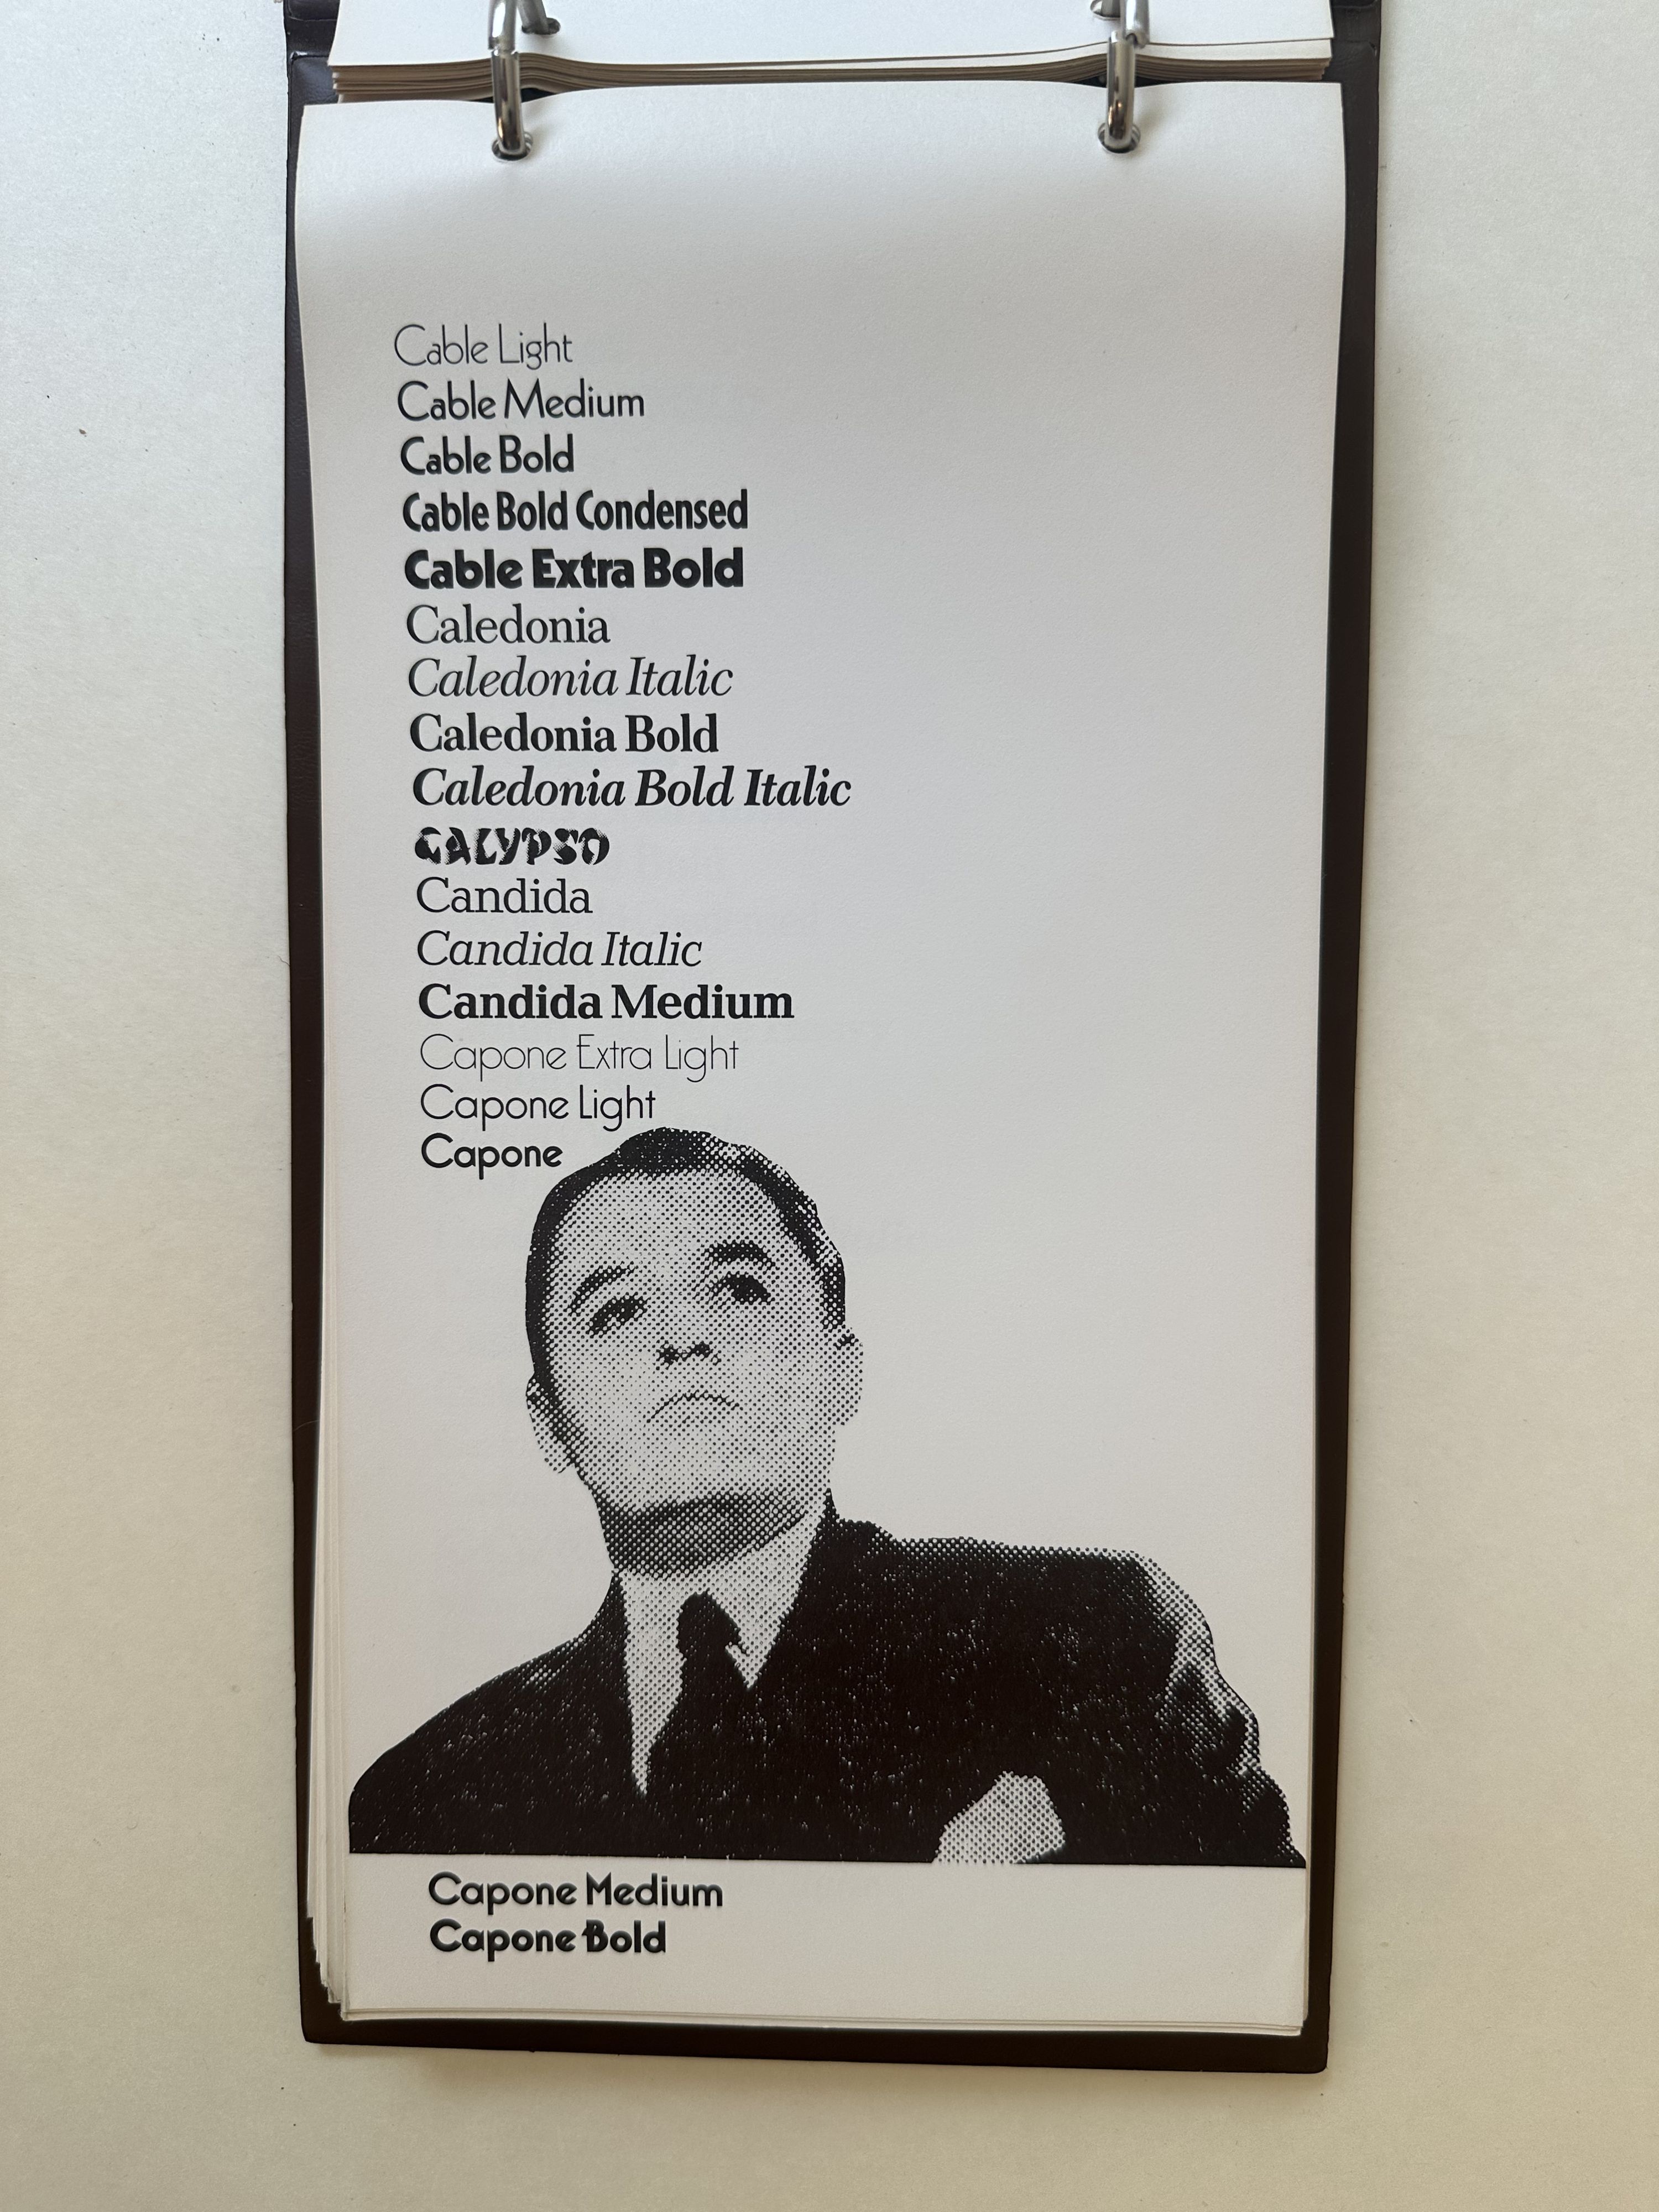 Cable Light
Cable Medium
Cable Bold
Cable Bold Condensed
Cable Extra Bold
Caledonia
Caledonia Italic
Caledonia Bold
Caledonia Bold Italic
CALYPSO
Candida
Candida Italic
Candida Medium
Capone Extra Light
Capone Light
Capone
Capone Medium
Capone Bold